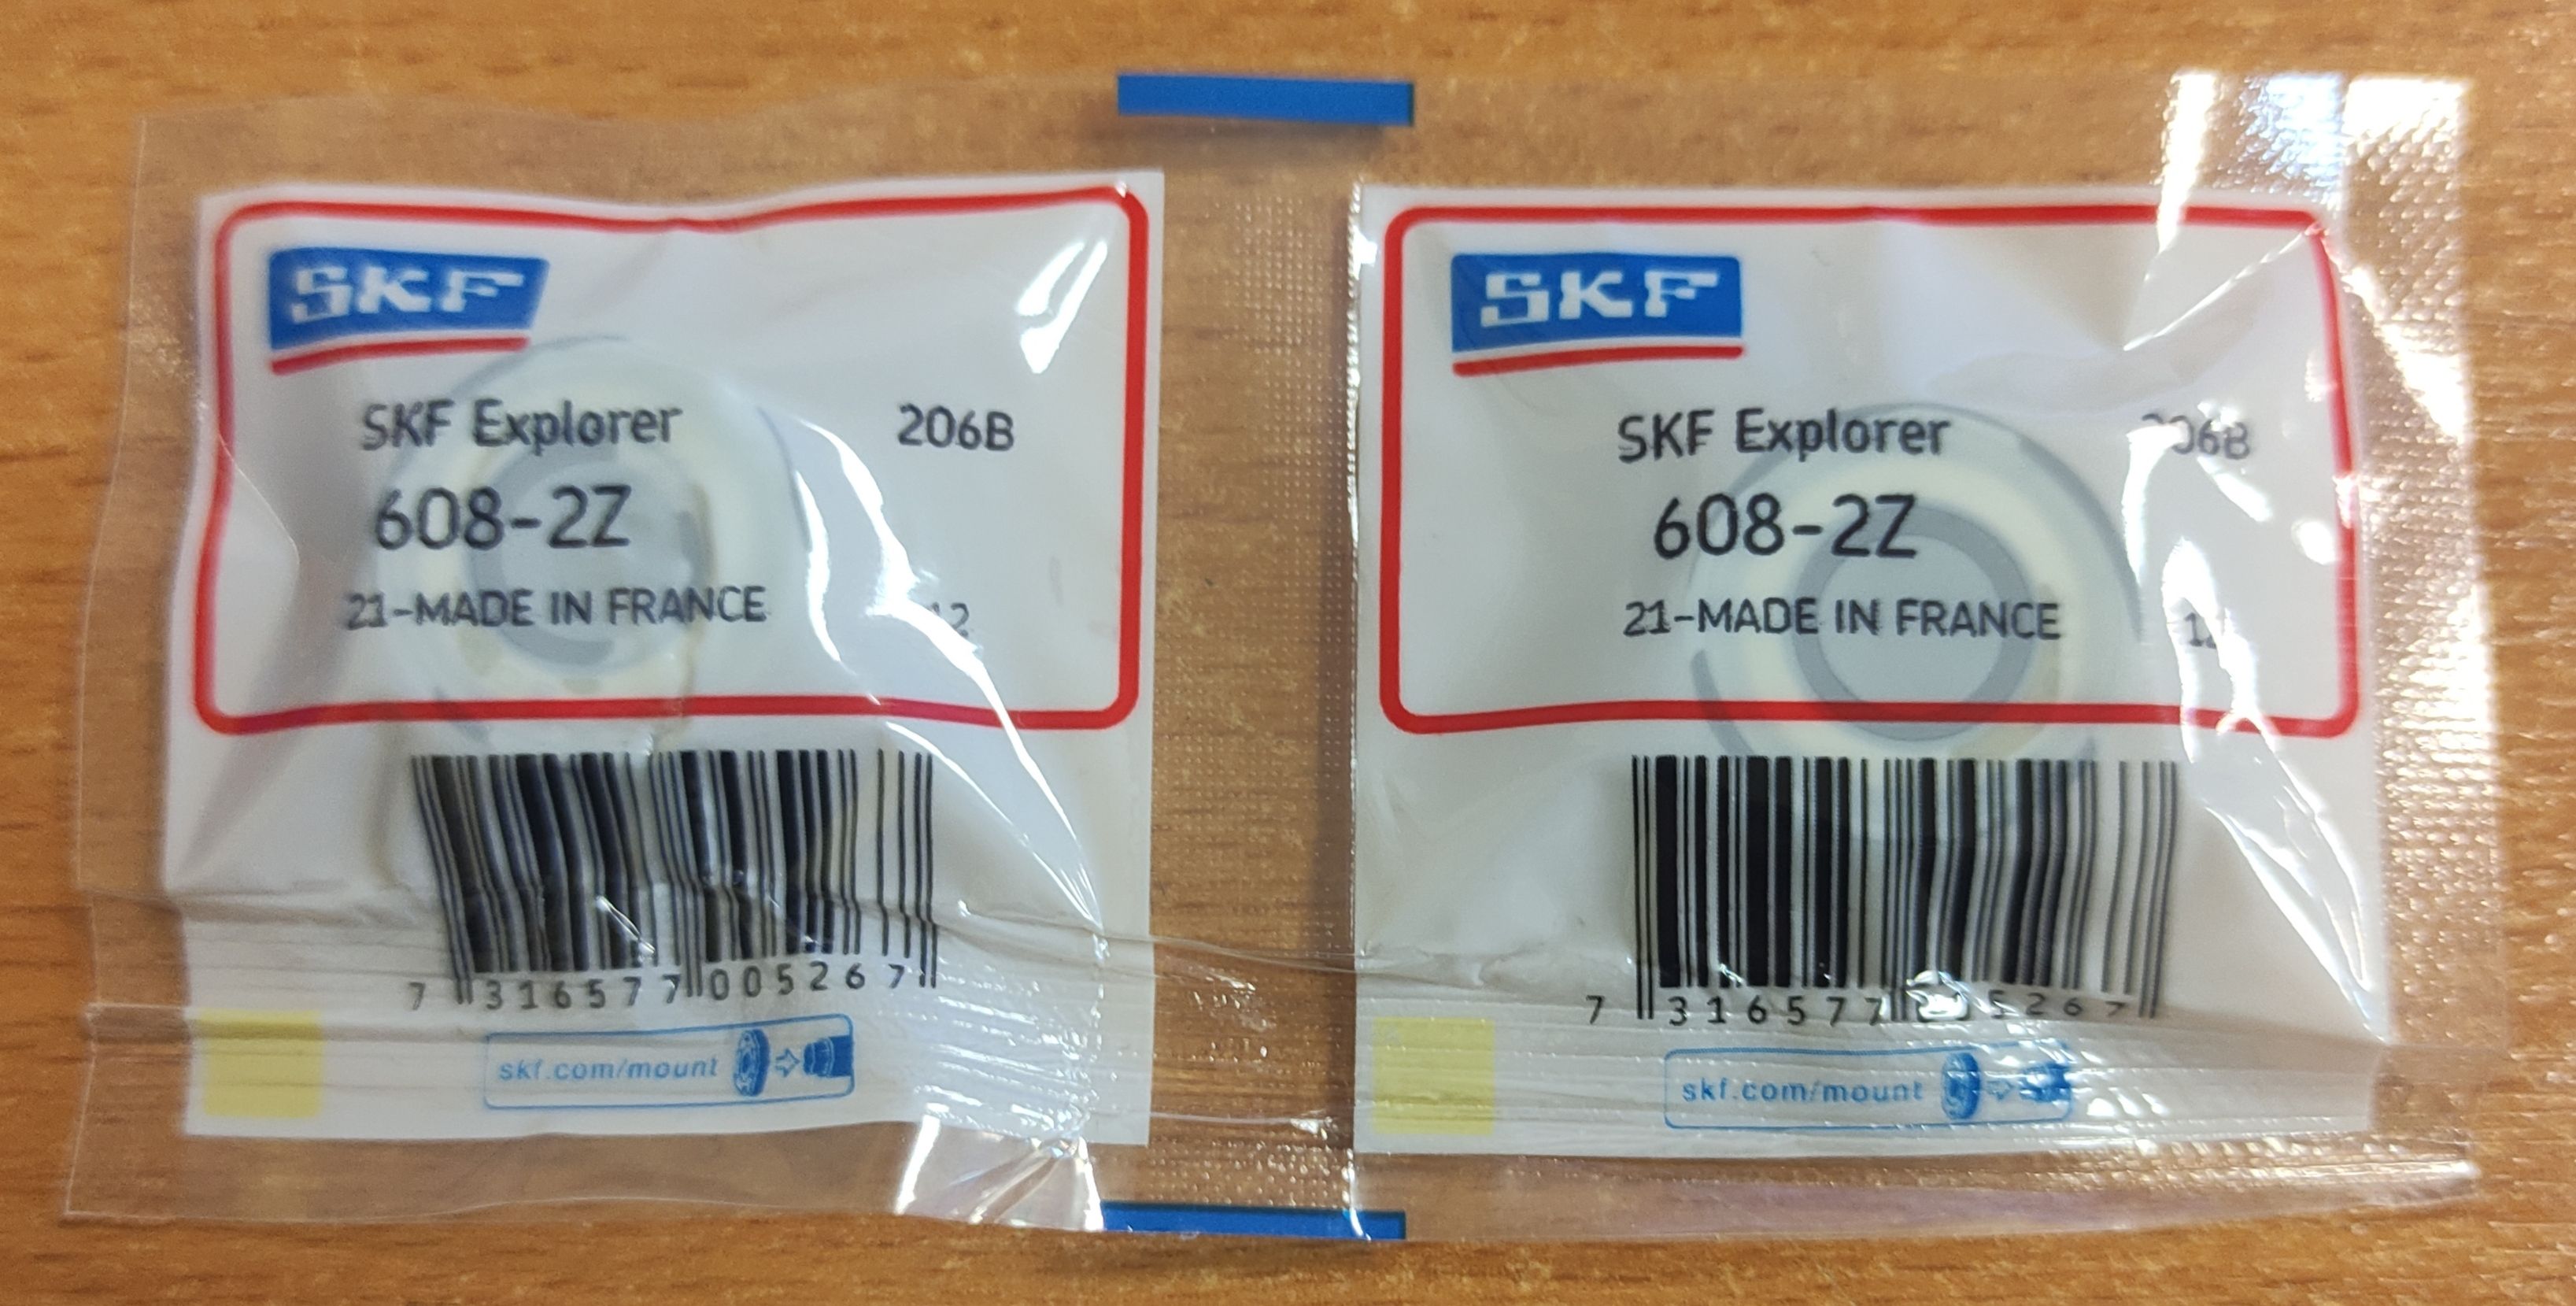 SKF
SKF Explorer 206B
608-2Z
21-MADE IN FRANCE 12
7 316577 005267
skf.com/mount
SKF
SKF Explorer
608-2Z
21-MADE IN FRANCE
7 316577
skf.com/mount